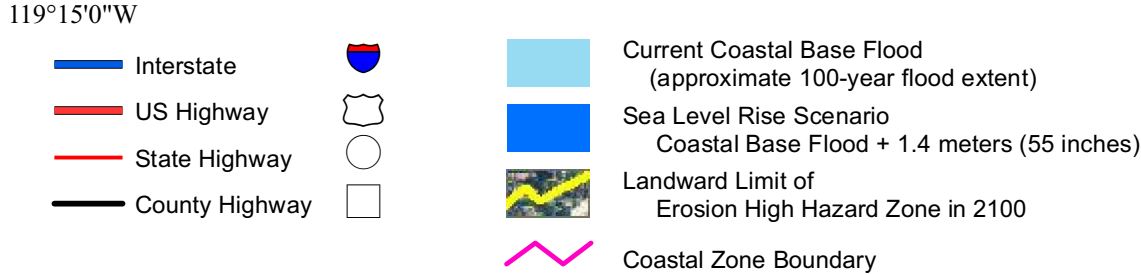 119°15'0"W
Interstate
US Highway
State Highway
County Highway
Current Coastal Base Flood
(approximate 100-year flood extent)
Sea Level Rise Scenario
Coastal Base Flood + 1.4 meters (55 inches)
Landward Limit of
Erosion High Hazard Zone in 2100
Coastal Zone Boundary